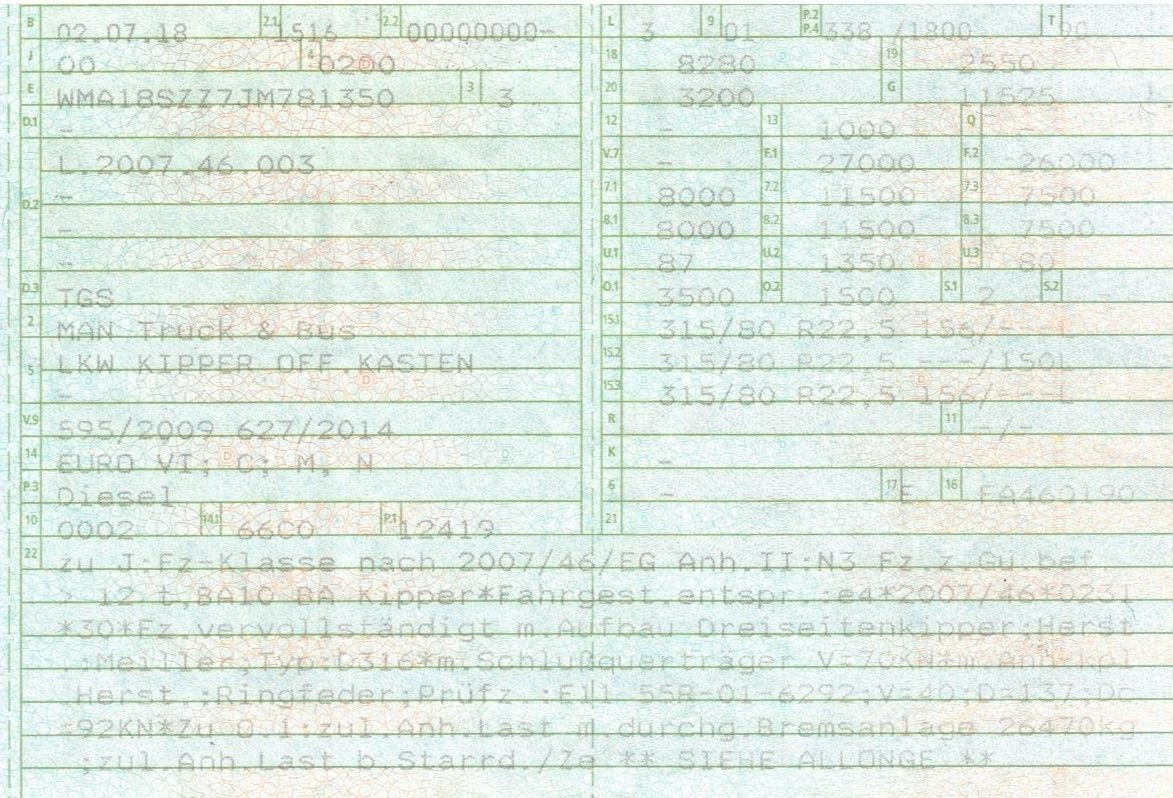 B 02.07.18 2.1 1516 2.2 00000000-
J 00 4 0200
E WMA18SZZ7JM781350 3 3
D.1 -
L.2007.46.003
D.2 -
-
-
D.3 TGS
2 MAN Truck & Bus
5 LKW KIPPER OFF.KASTEN
-
V.9 595/2009 627/2014
14 EURO VI; C; M, N
P.3 Diesel
10 0002 14.1 66C0 P.1 12419
L 3 9 01 P.2 P.4 338 /1800 T 90
18 8280 19 2550
20 3200 G 11525
12 - 13 1000 Q -
V.7 - F.1 27000 F.2 26000
7.1 8000 7.2 11500 7.3 7500
8.1 8000 8.2 11500 8.3 7500
U.1 87 U.2 1350 U.3 80
O.1 3500 O.2 1500 S.1 2 S.2
15.1 315/80 R22,5 156/---L
15.2 315/80 R22,5 ---/150L
15.3 315/80 R22,5 156/---L
R 11 -/-
K -
6 - 17 E 16 FA460190
21
22 zu J:Fz-Klasse nach 2007/46/EG Anh.II:N3 Fz.z.Gü.bef
> 12 t,BA10 BA Kipper*Fahrgest.entspr.:e4*2007/46*0231
*30*Fz.vervollständigt m.Aufbau Dreiseitenkipper;Herst
.:Meiller;Typ:D316*m.Schlußquerträger V=70KN*m.Anh-kpl
Herst.:Ringfeder;Prüfz.:E11 55R-01-6292;V=40;D=137;Dc
=92KN*Zu O.1:zul.Anh.Last m.durchg.Bremsanlage 26470kg
;zul.Anh.Last b.Starrd./Ze ** SIEHE ALLONGE **